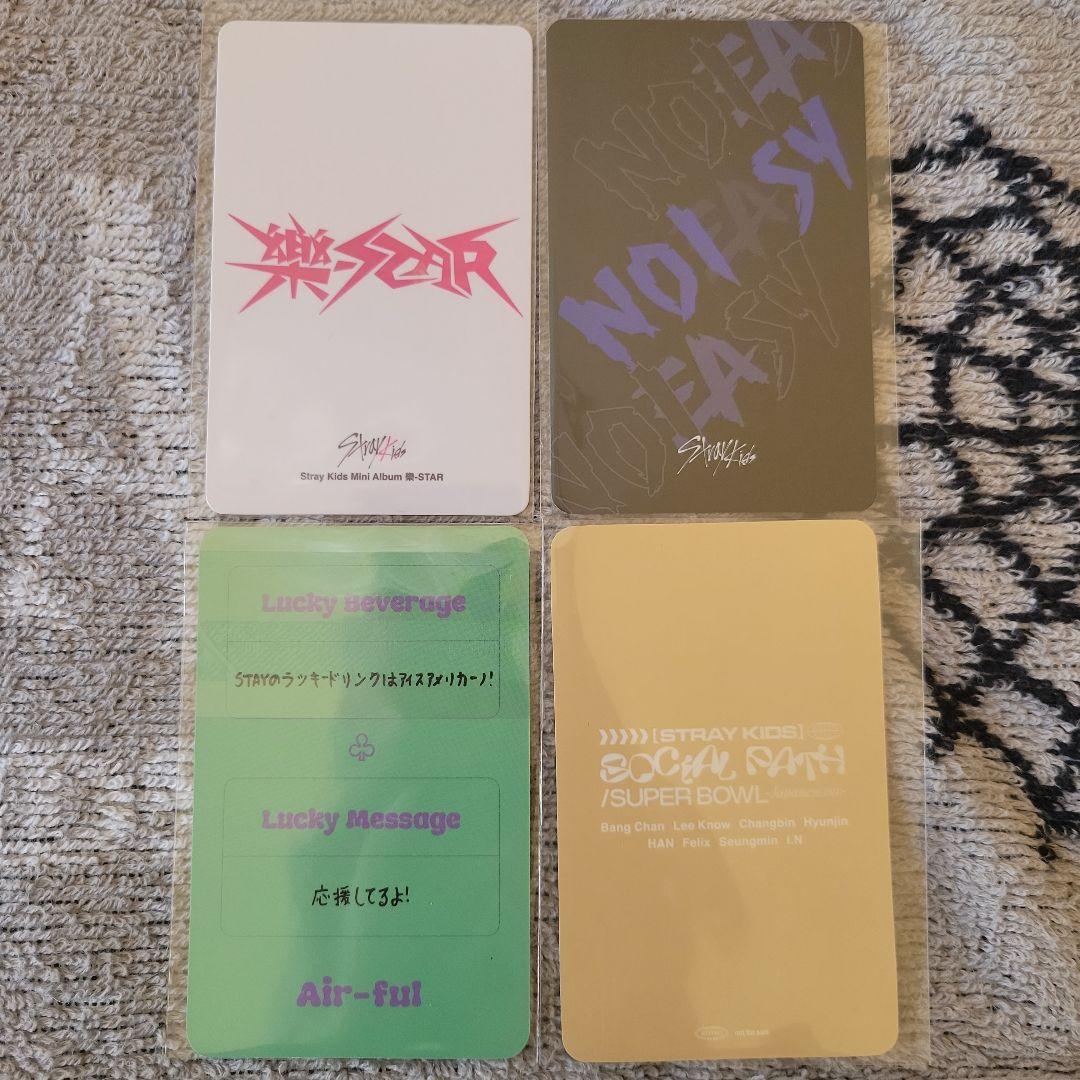 樂-STAR
Stray Kids
Stray Kids Mini Album 樂-STAR
NOEASY
NOEASY
NOEASY
Stray Kids
Lucky Beverage
STAYのラッキードリンクはアイスアメリカーノ!
Lucky Message
応援してるよ!
Air-ful
[STRAY KIDS]
SOCIAL PATH
/SUPER BOWL -Japanese ver.-
Bang Chan Lee Know Changbin Hyunjin
HAN Felix Seungmin I.N
not for sale